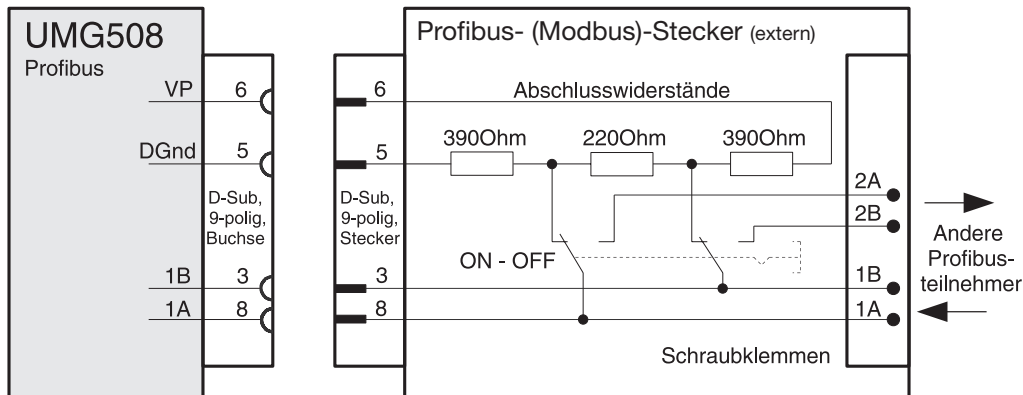 UMG508
Profibus
VP 6
DGnd 5
D-Sub,
9-polig,
Buchse
1B 3
1A 8
Profibus- (Modbus)-Stecker (extern)
6 Abschlusswiderstände
5 390Ohm 220Ohm 390Ohm
D-Sub,
9-polig,
Stecker
ON - OFF
3
8
2A
2B
1B
1A
Schraubklemmen
Andere
Profibus-
teilnehmer